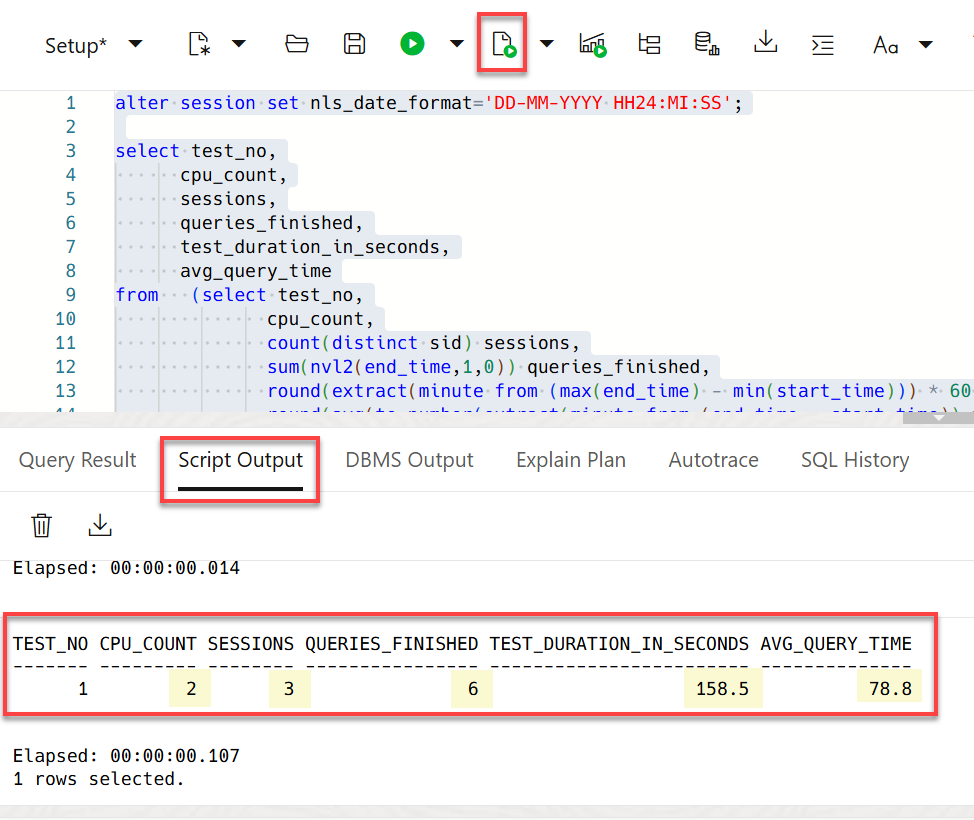 Setup*
Aa
1 alter session set nls_date_format='DD-MM-YYYY HH24:MI:SS';
2
3 select test_no,
4 cpu_count,
5 sessions,
6 queries_finished,
7 test_duration_in_seconds,
8 avg_query_time
9 from (select test_no,
10 cpu_count,
11 count(distinct sid) sessions,
12 sum(nvl2(end_time,1,0)) queries_finished,
13 round(extract(minute from (max(end_time) - min(start_time))) * 60
Query Result Script Output DBMS Output Explain Plan Autotrace SQL History
Elapsed: 00:00:00.014
TEST_NO CPU_COUNT SESSIONS QUERIES_FINISHED TEST_DURATION_IN_SECONDS AVG_QUERY_TIME
------- --------- -------- ---------------- ------------------------ --------------
1 2 3 6 158.5 78.8
Elapsed: 00:00:00.107
1 rows selected.